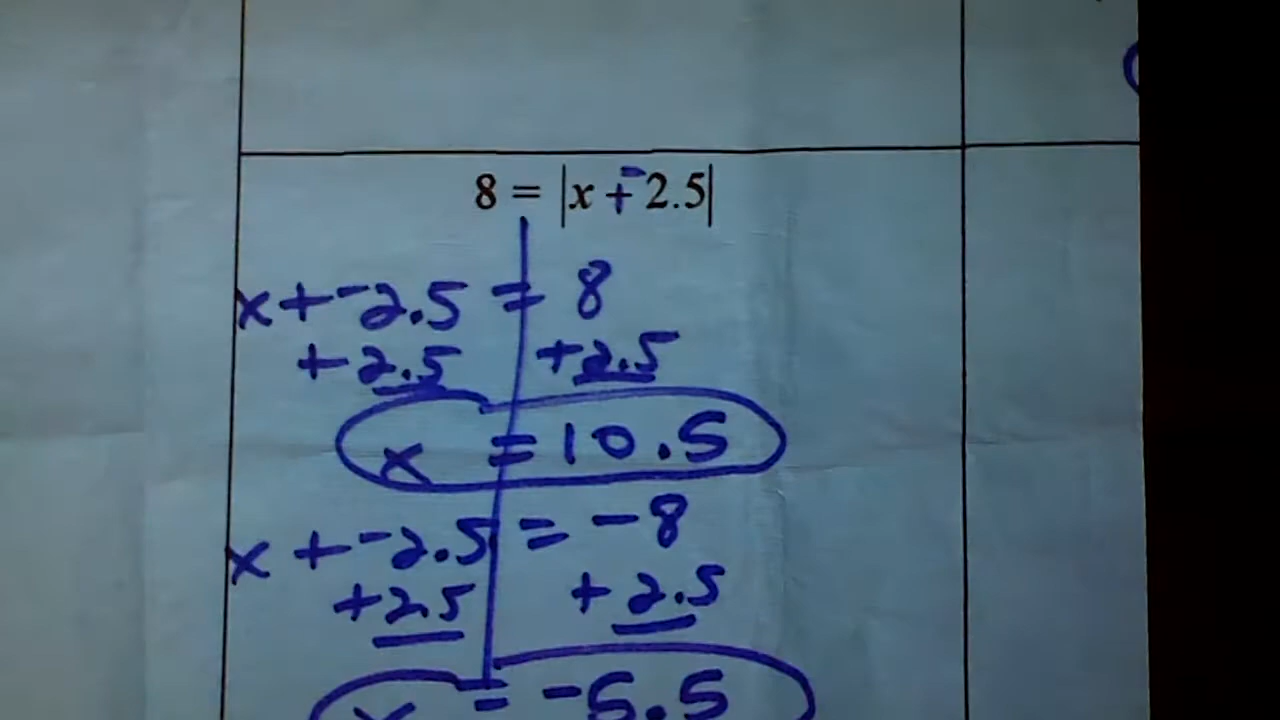 8 = |x + -2.5|
x + -2.5 = 8
+2.5 +2.5
x = 10.5
x + -2.5 = -8
+2.5 + 2.5
x = -5.5